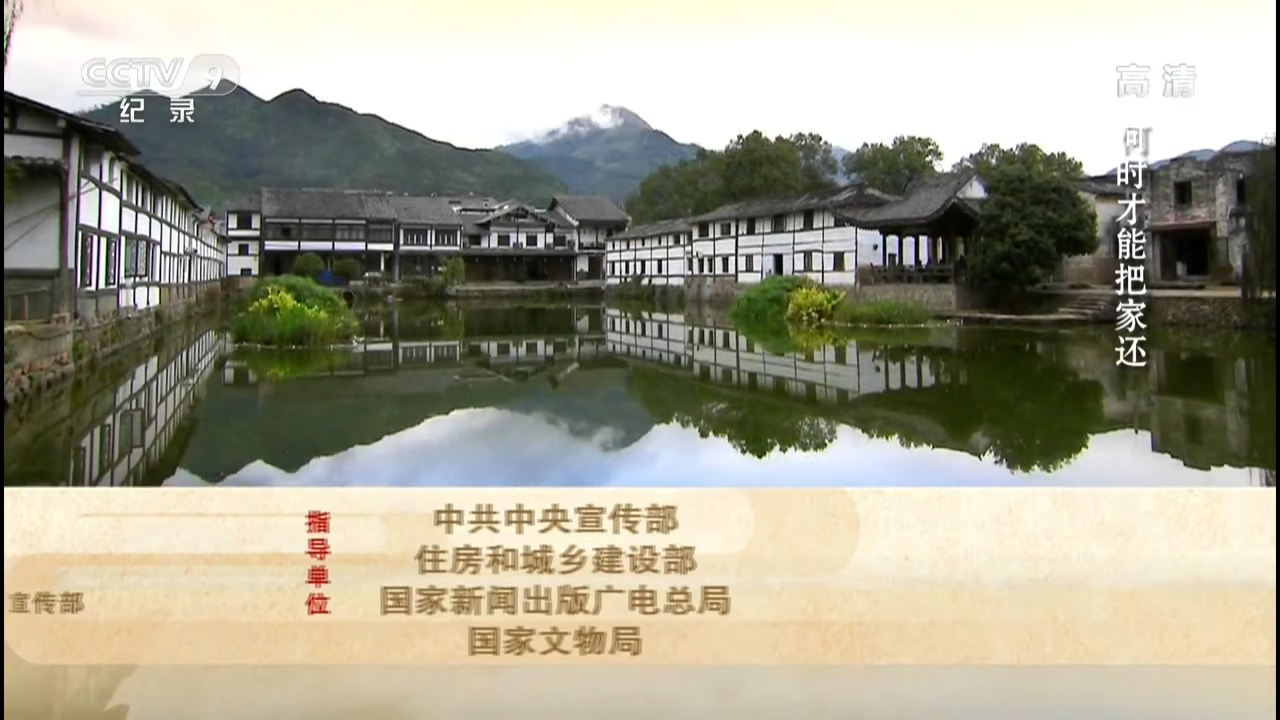 CCTV 9
纪录
高清
何时才能把家还
指导单位
中共中央宣传部
住房和城乡建设部
国家新闻出版广电总局
国家文物局
宣传部